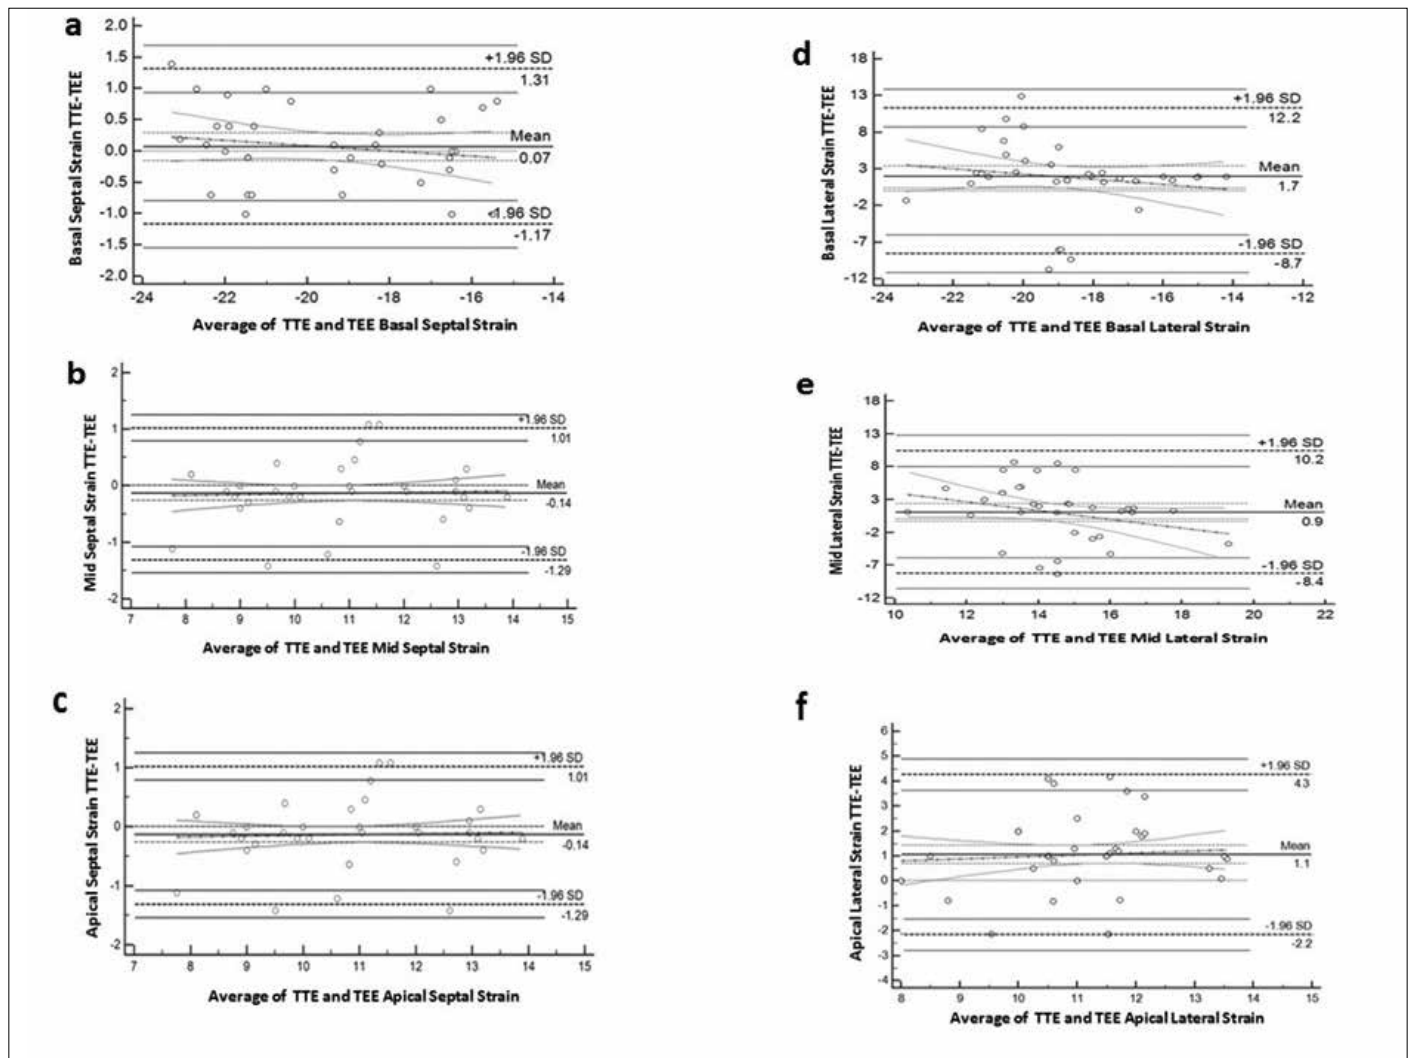 a
2.0
1.5
1.0
0.5
0.0
-0.5
-1.0
-1.5
-2.0
Basal Septal Strain TTE-TEE
+1.96 SD
1.31
Mean
0.07
-1.96 SD
-1.17
-24 -22 -20 -18 -16 -14
Average of TTE and TEE Basal Septal Strain
b
2
1
0
-1
-2
Mid Septal Strain TTE-TEE
+1.96 SD
1.01
Mean
-0.14
-1.96 SD
-1.29
7 8 9 10 11 12 13 14 15
Average of TTE and TEE Mid Septal Strain
c
2
1
0
-1
-2
Apical Septal Strain TTE-TEE
+1.96 SD
1.01
Mean
-0.14
-1.96 SD
-1.29
7 8 9 10 11 12 13 14 15
Average of TTE and TEE Apical Septal Strain
d
18
13
8
3
-2
-7
-12
Basal Lateral Strain TTE-TEE
+1.96 SD
12.2
Mean
1.7
-1.96 SD
-8.7
-24 -22 -20 -18 -16 -14 -12
Average of TTE and TEE Basal Lateral Strain
e
18
13
8
3
-2
-7
-12
Mid Lateral Strain TTE-TEE
+1.96 SD
10.2
Mean
0.9
-1.96 SD
-8.4
10 12 14 16 18 20 22
Average of TTE and TEE Mid Lateral Strain
f
6
5
4
3
2
1
0
-1
-2
-3
-4
Apical Lateral Strain TTE-TEE
+1.96 SD
43
Mean
1.1
-1.96 SD
-2.2
8 9 10 11 12 13 14 15
Average of TTE and TEE Apical Lateral Strain